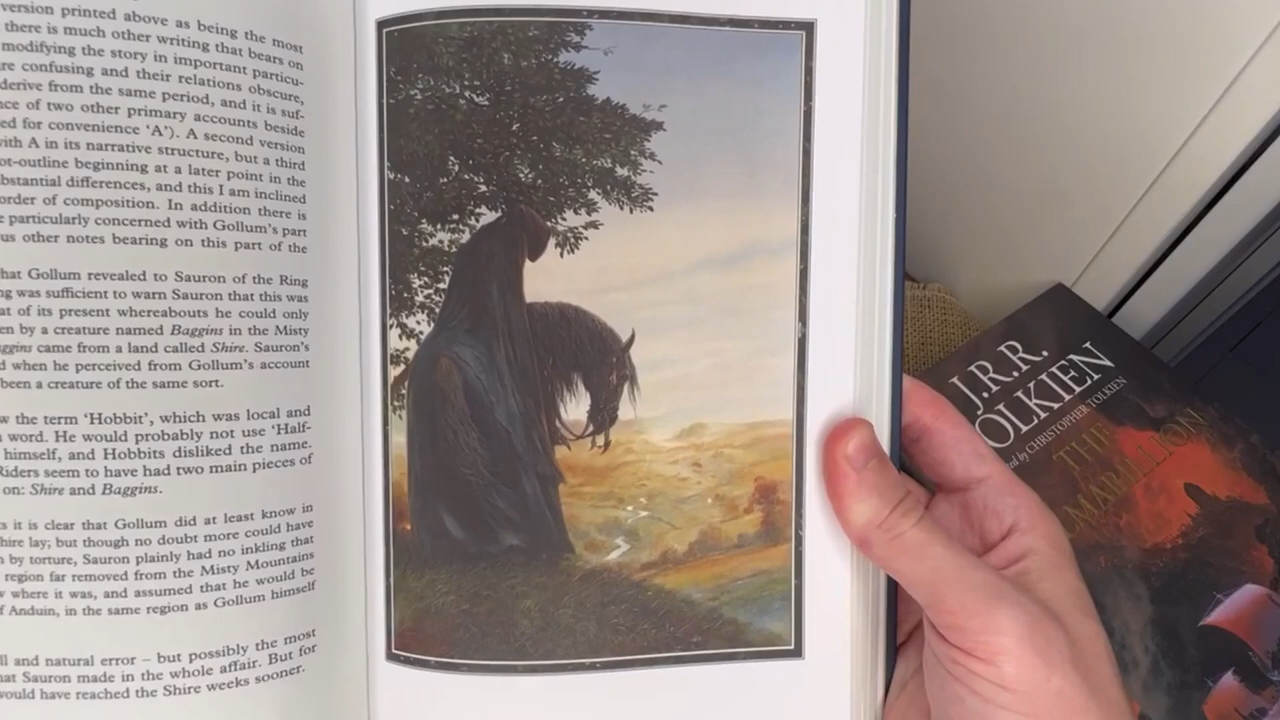 version printed above as being the most
there is much other writing that bears on
modifying the story in important particu-
re confusing and their relations obscure,
derive from the same period, and it is suf-
ce of two other primary accounts beside
ed for convenience ‘A’). A second version
with A in its narrative structure, but a third
ot-outline beginning at a later point in the
bstantial differences, and this I am inclined
order of composition. In addition there is
particularly concerned with Gollum's part
us other notes bearing on this part of the
hat Gollum revealed to Sauron of the Ring
ng was sufficient to warn Sauron that this was
at of its present whereabouts he could only
en by a creature named Baggins in the Misty
ggins came from a land called Shire. Sauron's
d when he perceived from Gollum's account
been a creature of the same sort.
w the term ‘Hobbit’, which was local and
word. He would probably not use ‘Half-
himself, and Hobbits disliked the name.
Riders seem to have had two main pieces of
on: Shire and Baggins.
s it is clear that Gollum did at least know in
hire lay; but though no doubt more could have
by torture, Sauron plainly had no inkling that
region far removed from the Misty Mountains
w where it was, and assumed that he would be
f Anduin, in the same region as Gollum himself
ll and natural error – but possibly the most
hat Sauron made in the whole affair. But for
would have reached the Shire weeks sooner.
J.R.R.
OLKIEN
ed by CHRISTOPHER TOLKIEN
THE
MARILLION